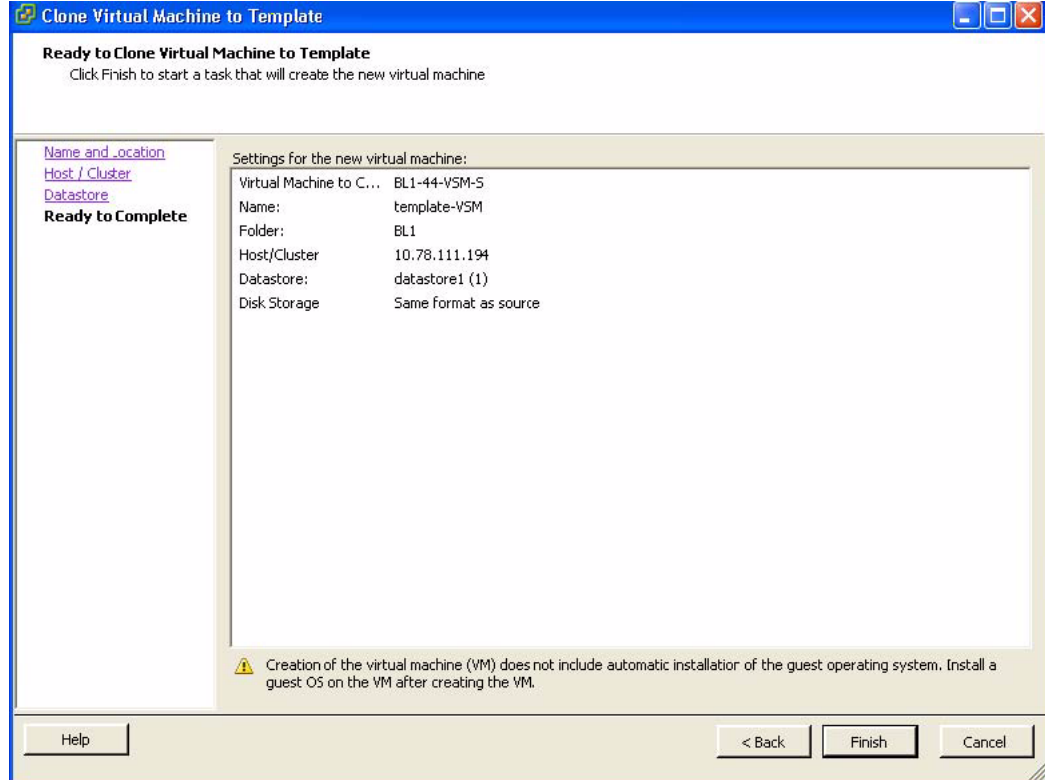 Clone Virtual Machine to Template
Ready to Clone Virtual Machine to Template
Click Finish to start a task that will create the new virtual machine
Name and Location
Host / Cluster
Datastore
Ready to Complete
Settings for the new virtual machine:
Virtual Machine to C... BL1-44-VSM-S
Name: template-VSM
Folder: BL1
Host/Cluster 10.78.111.194
Datastore: datastore1 (1)
Disk Storage Same format as source
Creation of the virtual machine (VM) does not include automatic installation of the guest operating system. Install a
guest OS on the VM after creating the VM.
Help
< Back
Finish
Cancel